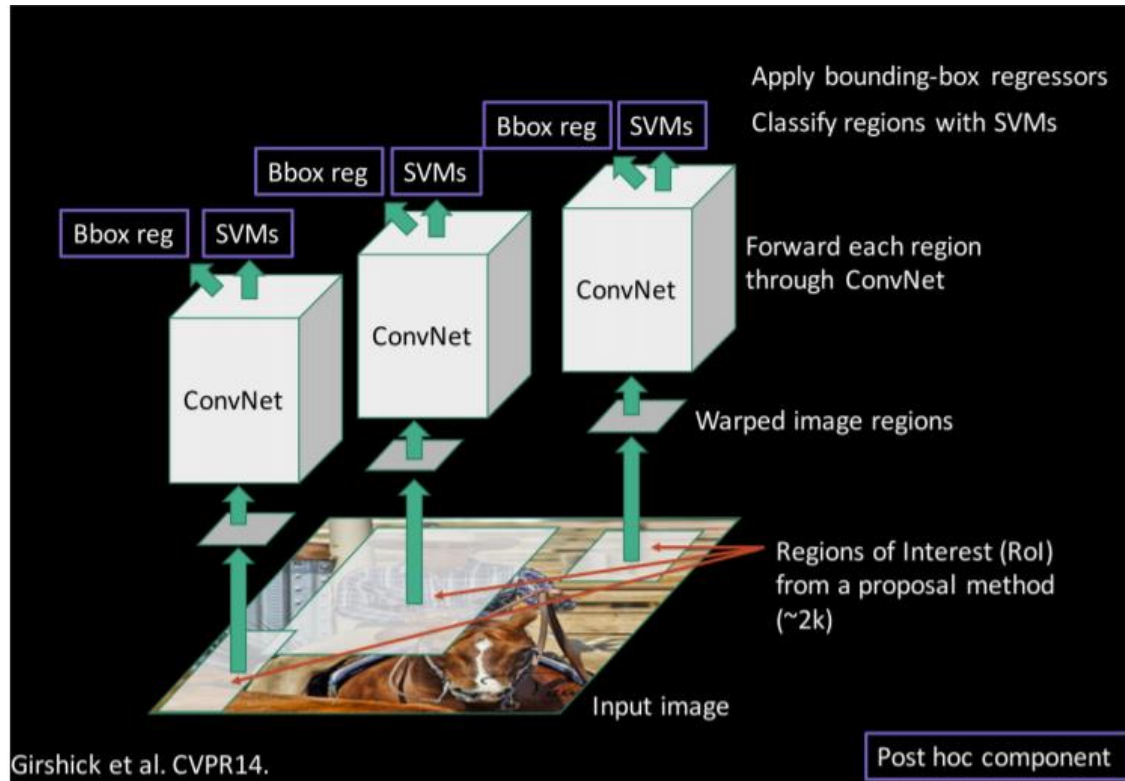 Apply bounding-box regressors
Bbox reg
SVMs
Classify regions with SVMs
Bbox reg
SVMs
Bbox reg
SVMs
Forward each region
through ConvNet
ConvNet
ConvNet
ConvNet
Warped image regions
Regions of Interest (RoI)
from a proposal method
(~2k)
Input image
Girshick et al. CVPR14.
Post hoc component